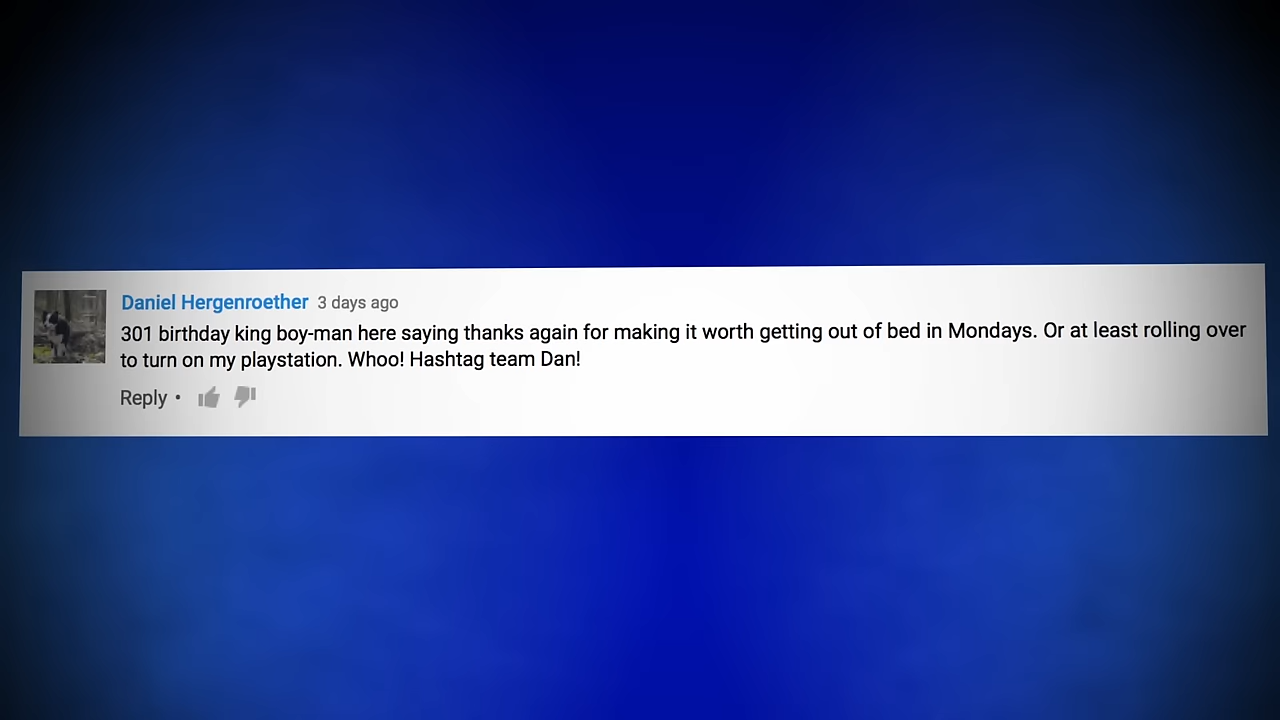 Daniel Hergenroether 3 days ago
301 birthday king boy-man here saying thanks again for making it worth getting out of bed in Mondays. Or at least rolling over
to turn on my playstation. Whoo! Hashtag team Dan!
Reply •